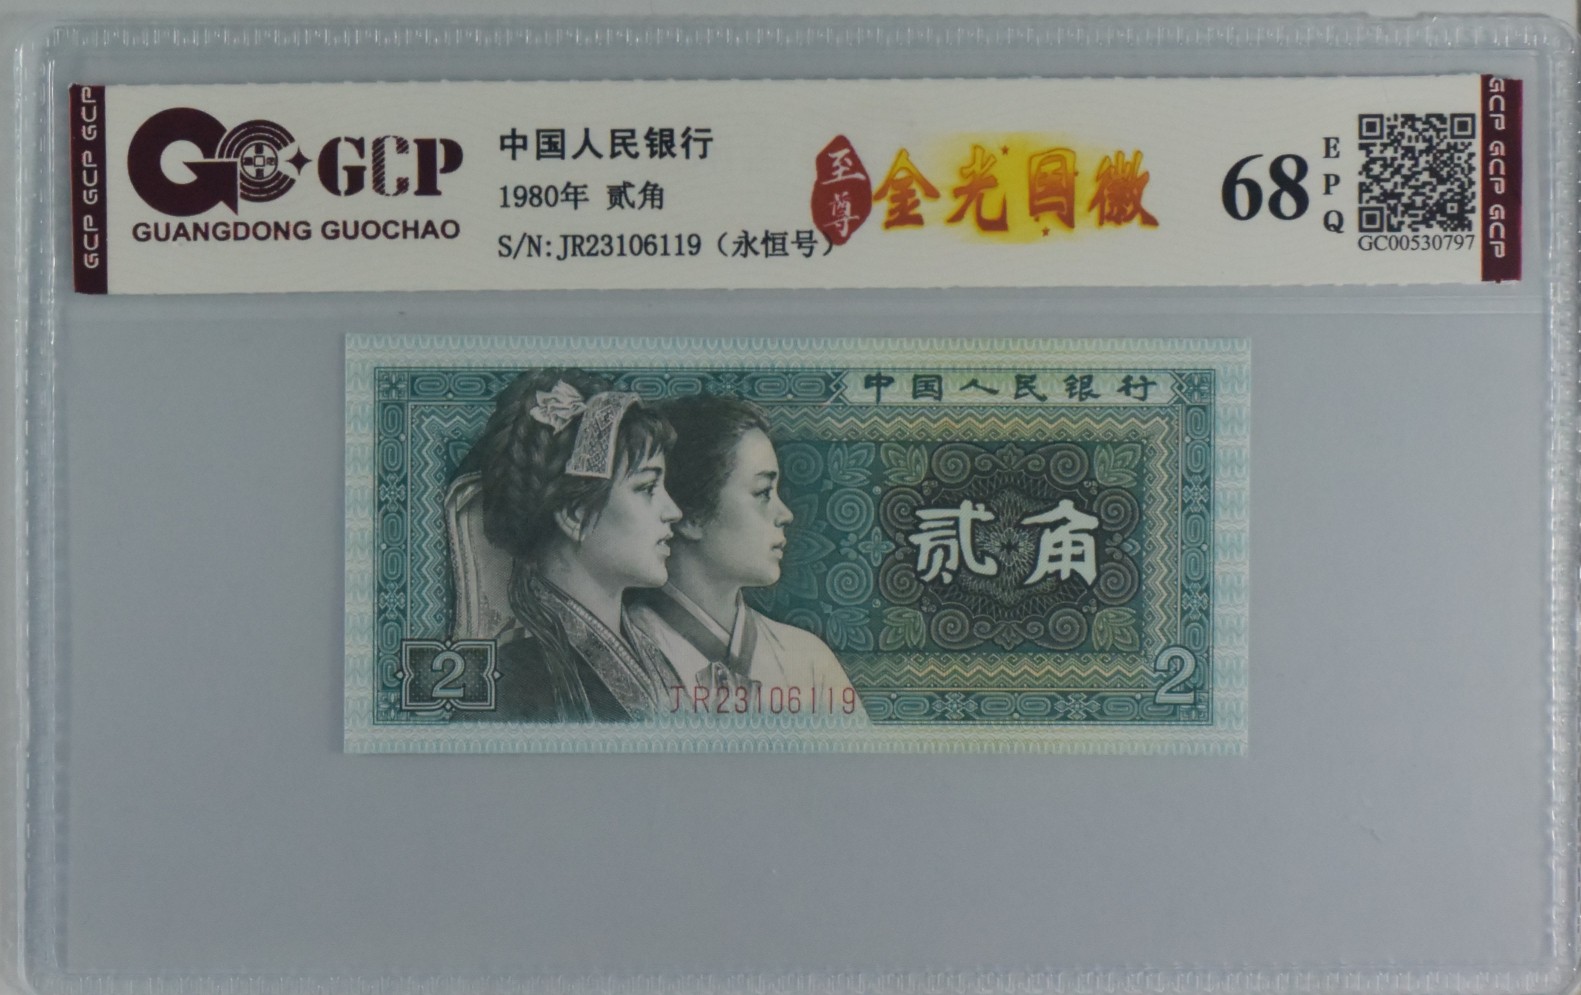 GCP GCP GCP
GCP
GUANGDONG GUOCHAO
中国人民银行
1980年 贰角
S/N:JR23106119（永恒号）
至尊
金光国徽
68
EPQ
GC00530797
GCP GCP GCP
中国人民银行
贰角
2
JR23106119
2